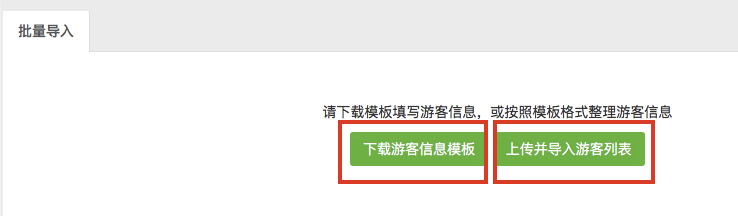 批量导入
请下载模板填写游客信息，或按照模板格式整理游客信息
下载游客信息模板
上传并导入游客列表